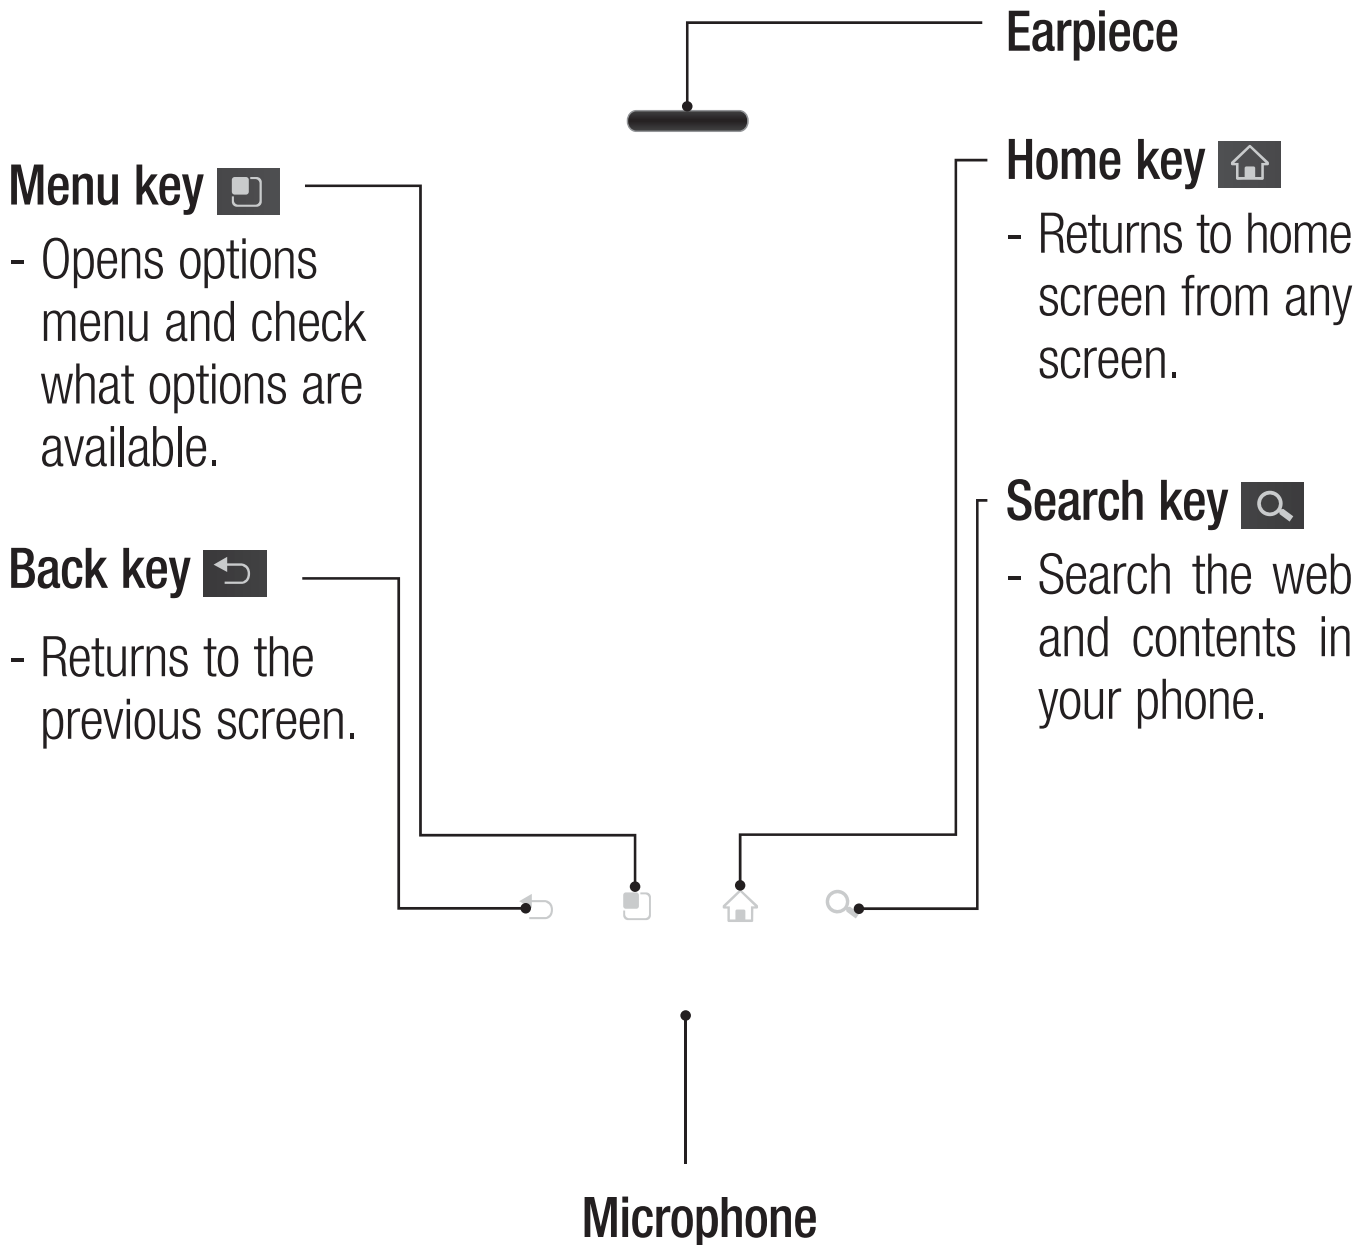 Earpiece
Menu key
- Opens options
menu and check
what options are
available.
Back key
- Returns to the
previous screen.
Home key
- Returns to home
screen from any
screen.
Search key
- Search the web
and contents in
your phone.
Microphone